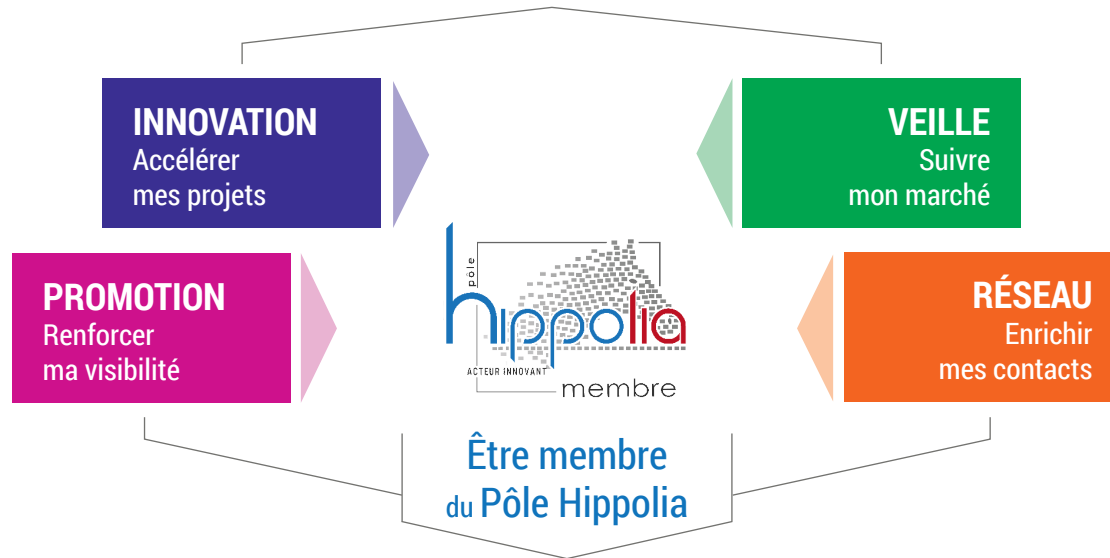 INNOVATION
Accélérer
mes projets
VEILLE
Suivre
mon marché
PROMOTION
Renforcer
ma visibilité
pôle
hippolia
ACTEUR INNOVANT
membre
RÉSEAU
Enrichir
mes contacts
Être membre
du Pôle Hippolia